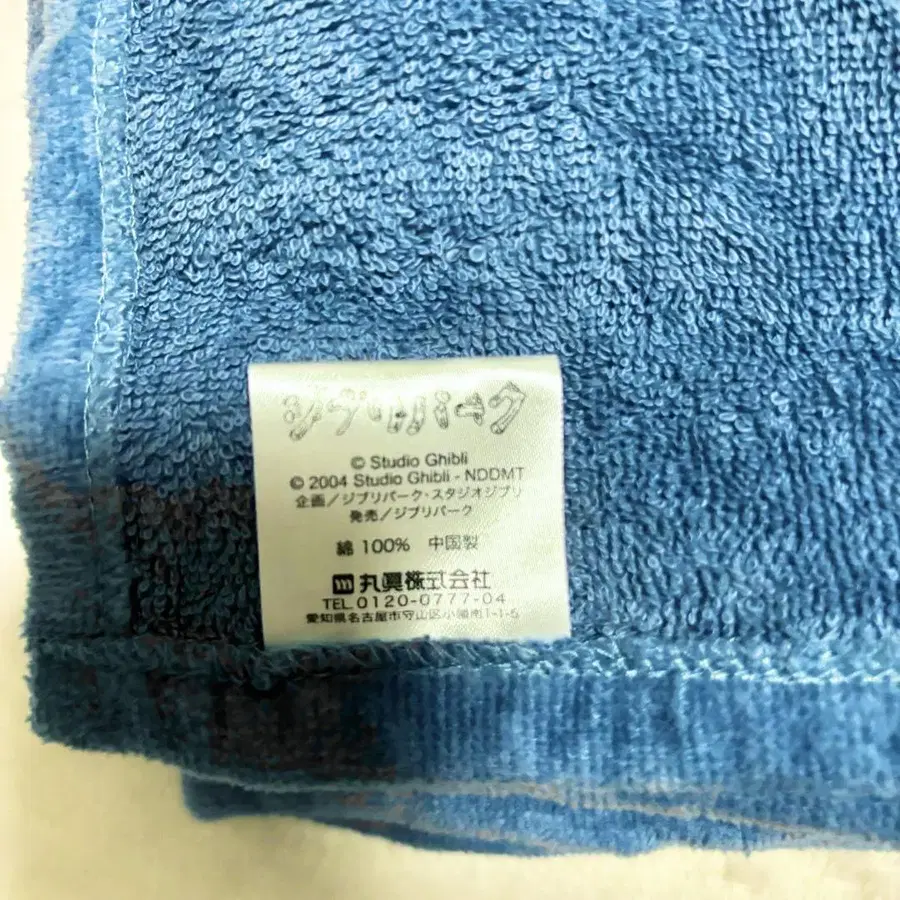 ジブリパーク
© Studio Ghibli
© 2004 Studio Ghibli - NDDMT
企画／ジブリパーク・スタジオジブリ
発売／ジブリパーク
綿 100% 中国製
m 丸眞株式会社
TEL.0120-0777-04
愛知県名古屋市守山区小領南1-1-6